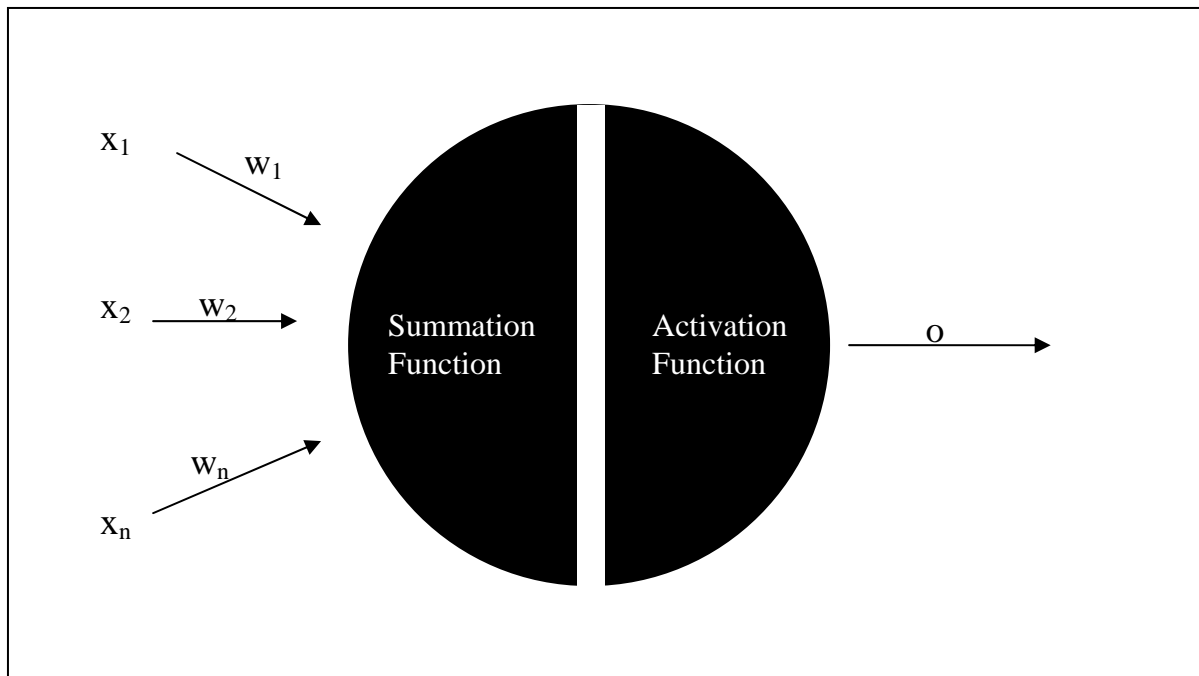 x₁
w₁
x₂
w₂
Summation
Function
Activation
Function
o
wₙ
xₙ